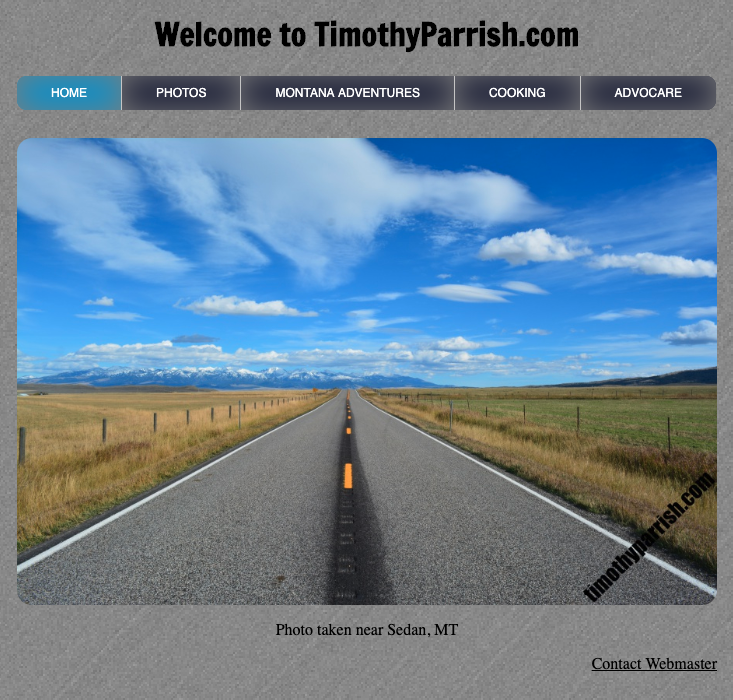 Welcome to TimothyParrish.com
HOME
PHOTOS
MONTANA ADVENTURES
COOKING
ADVOCARE
timothyparrish.com
Photo taken near Sedan, MT
Contact Webmaster